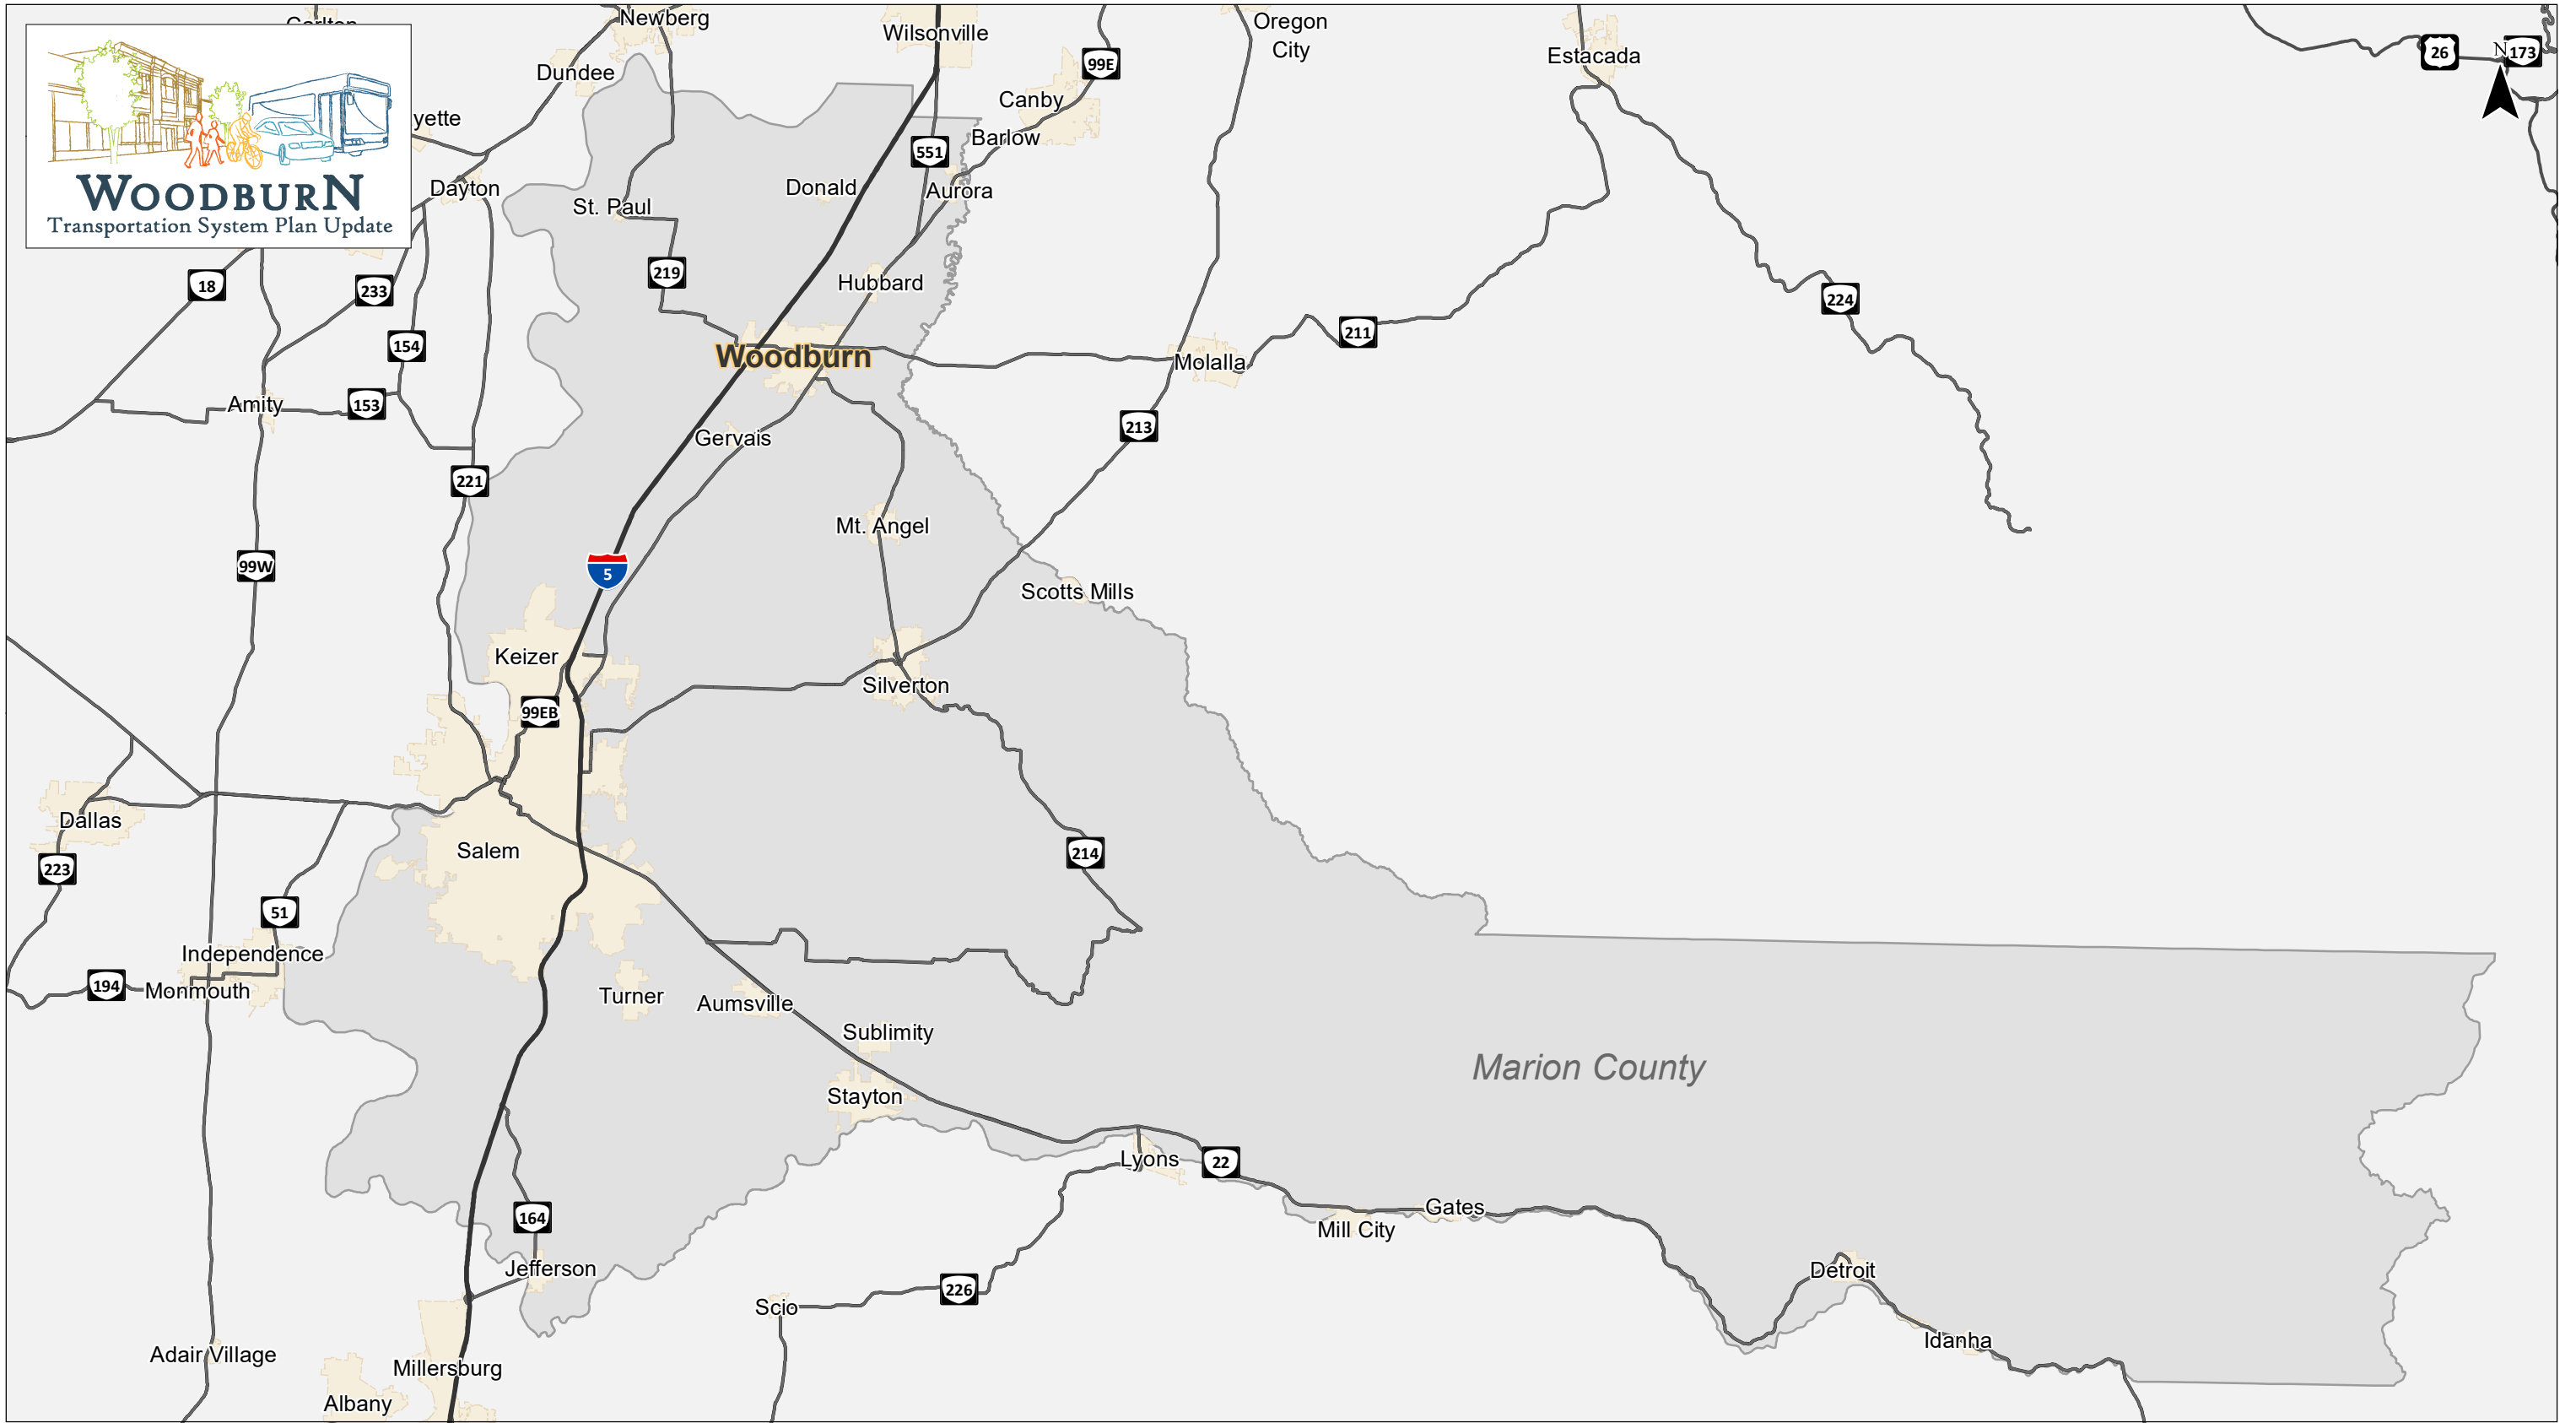 Newberg
Wilsonville
Oregon
City
Estacada
26
N
173
Dundee
99E
Canby
yette
Barlow
551
Dayton
Donald
Aurora
St. Paul
WOODBURN
Transportation System Plan Update
18
233
219
Hubbard
224
154
211
Woodburn
Molalla
Amity
153
213
Gervais
221
Mt. Angel
99W
5
Scotts Mills
Keizer
Silverton
99EB
Dallas
Salem
214
223
51
Independence
194
Monmouth
Turner
Aumsville
Sublimity
Marion County
Stayton
Lyons
22
164
Gates
Mill City
Jefferson
Detroit
226
Scio
Idanha
Adair Village
Millersburg
Albany